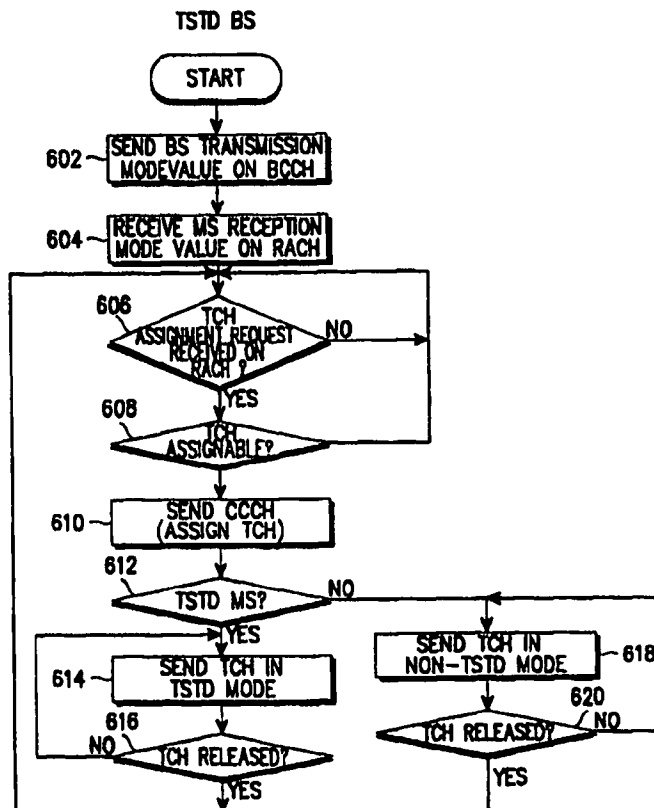 TSTD BS
START
602
SEND BS TRANSMISSION
MODEVALUE ON BCCH
604
RECEIVE MS RECEPTION
MODE VALUE ON RACH
606
TCH
ASSIGNMENT REQUEST
RECEIVED ON
RACH ?
NO
YES
608
TCH
ASSIGNABLE?
610
SEND CCCH
(ASSIGN TCH)
612
TSTD MS?
NO
YES
614
SEND TCH IN
TSTD MODE
SEND TCH IN
NON-TSTD MODE
618
616
TCH RELEASED?
NO
YES
620
TCH RELEASED?
NO
YES